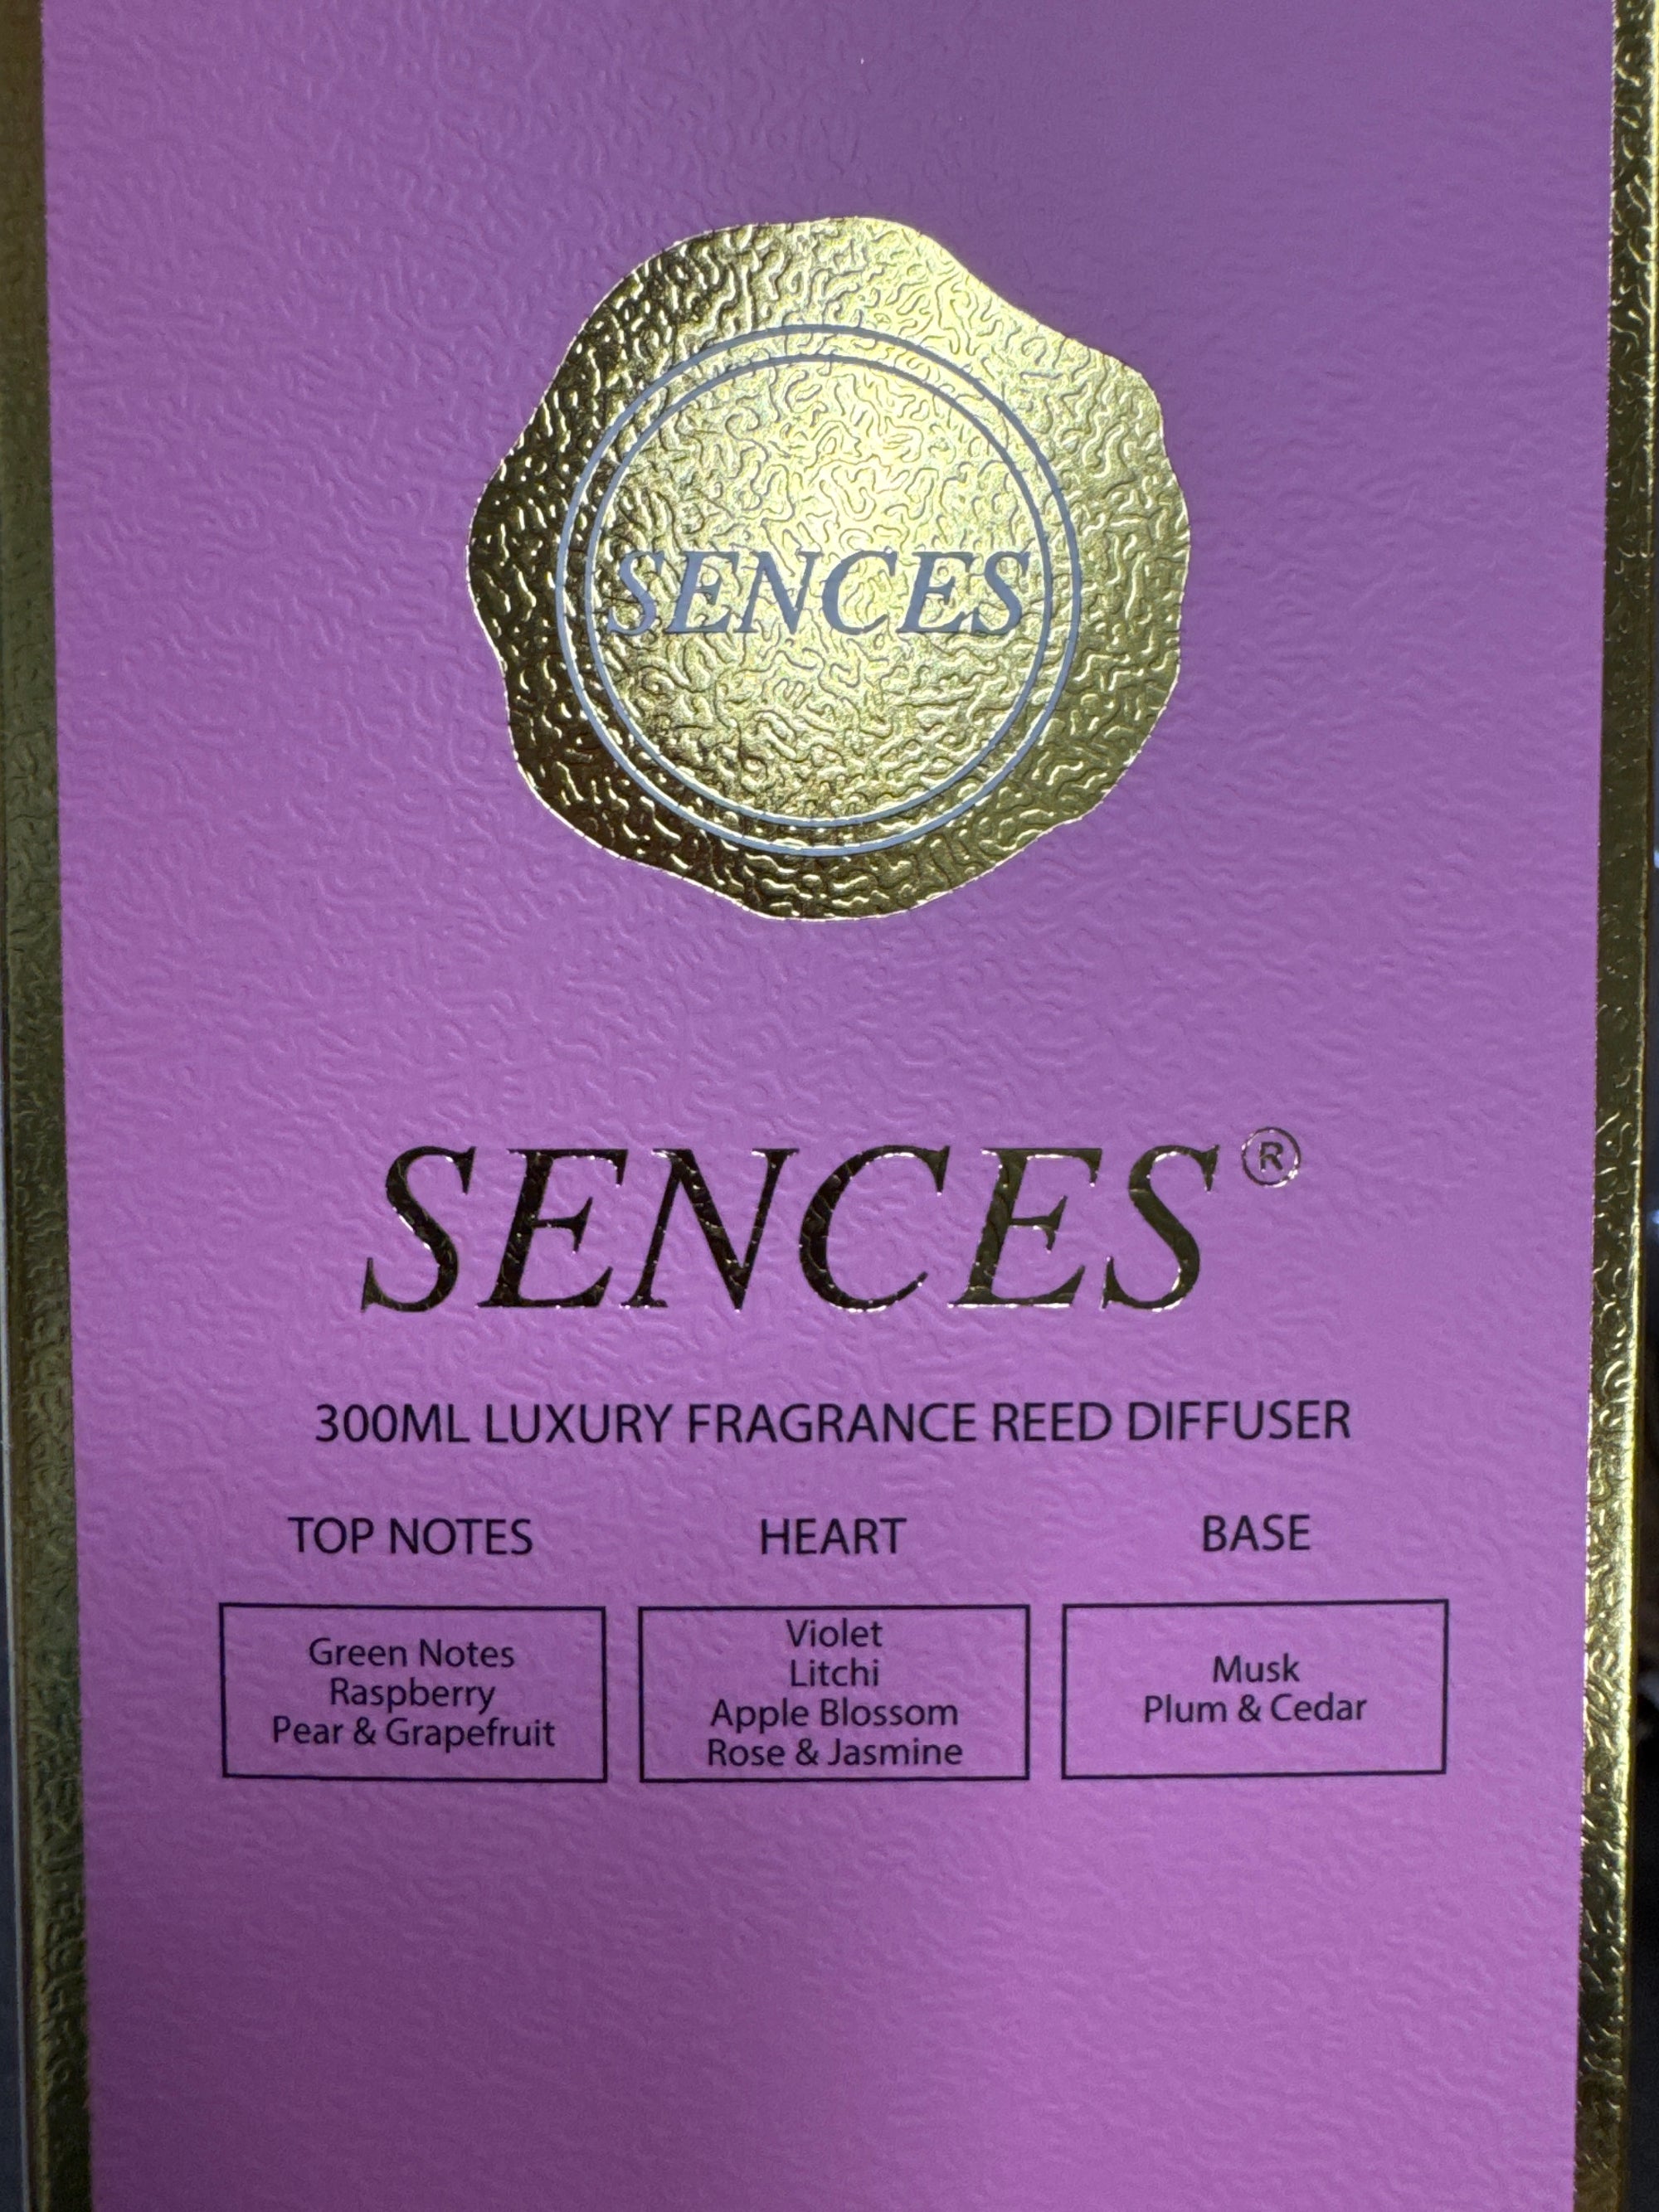 SENCES
SENCES®
300ML LUXURY FRAGRANCE REED DIFFUSER
TOP NOTES
Green Notes
Raspberry
Pear & Grapefruit
HEART
Violet
Litchi
Apple Blossom
Rose & Jasmine
BASE
Musk
Plum & Cedar